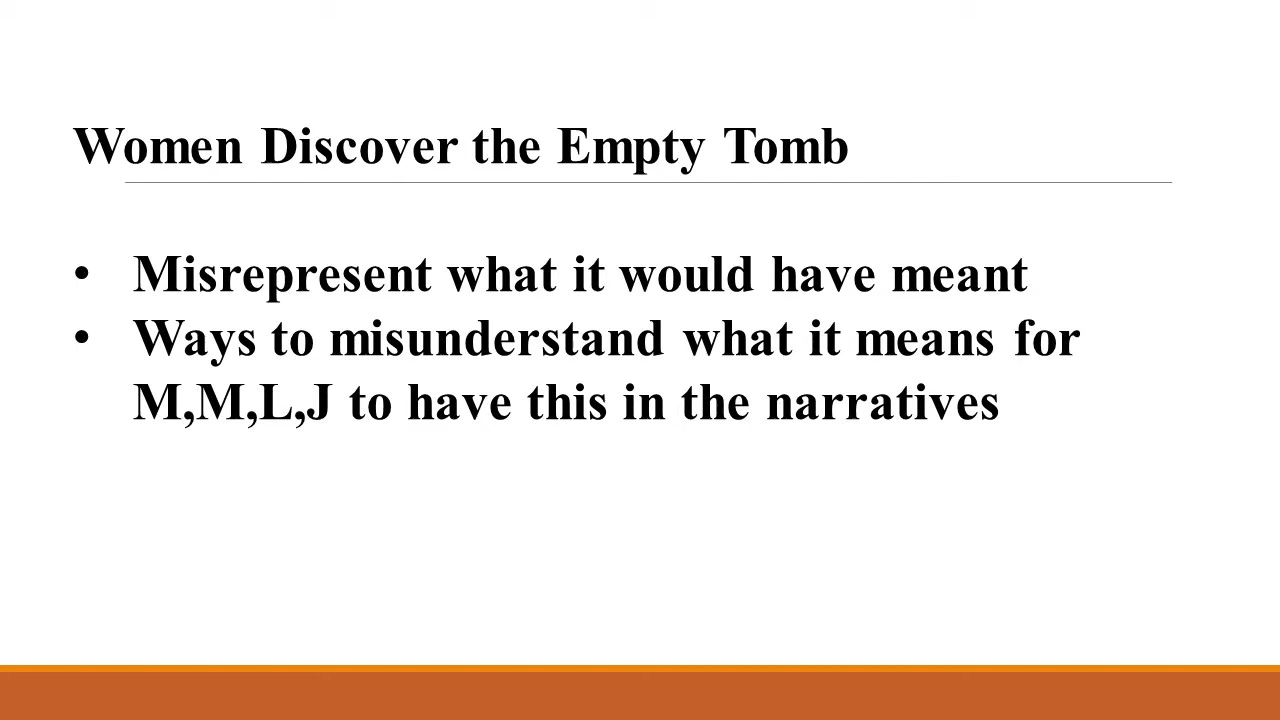 Women Discover the Empty Tomb
• Misrepresent what it would have meant
• Ways to misunderstand what it means for
M,M,L,J to have this in the narratives